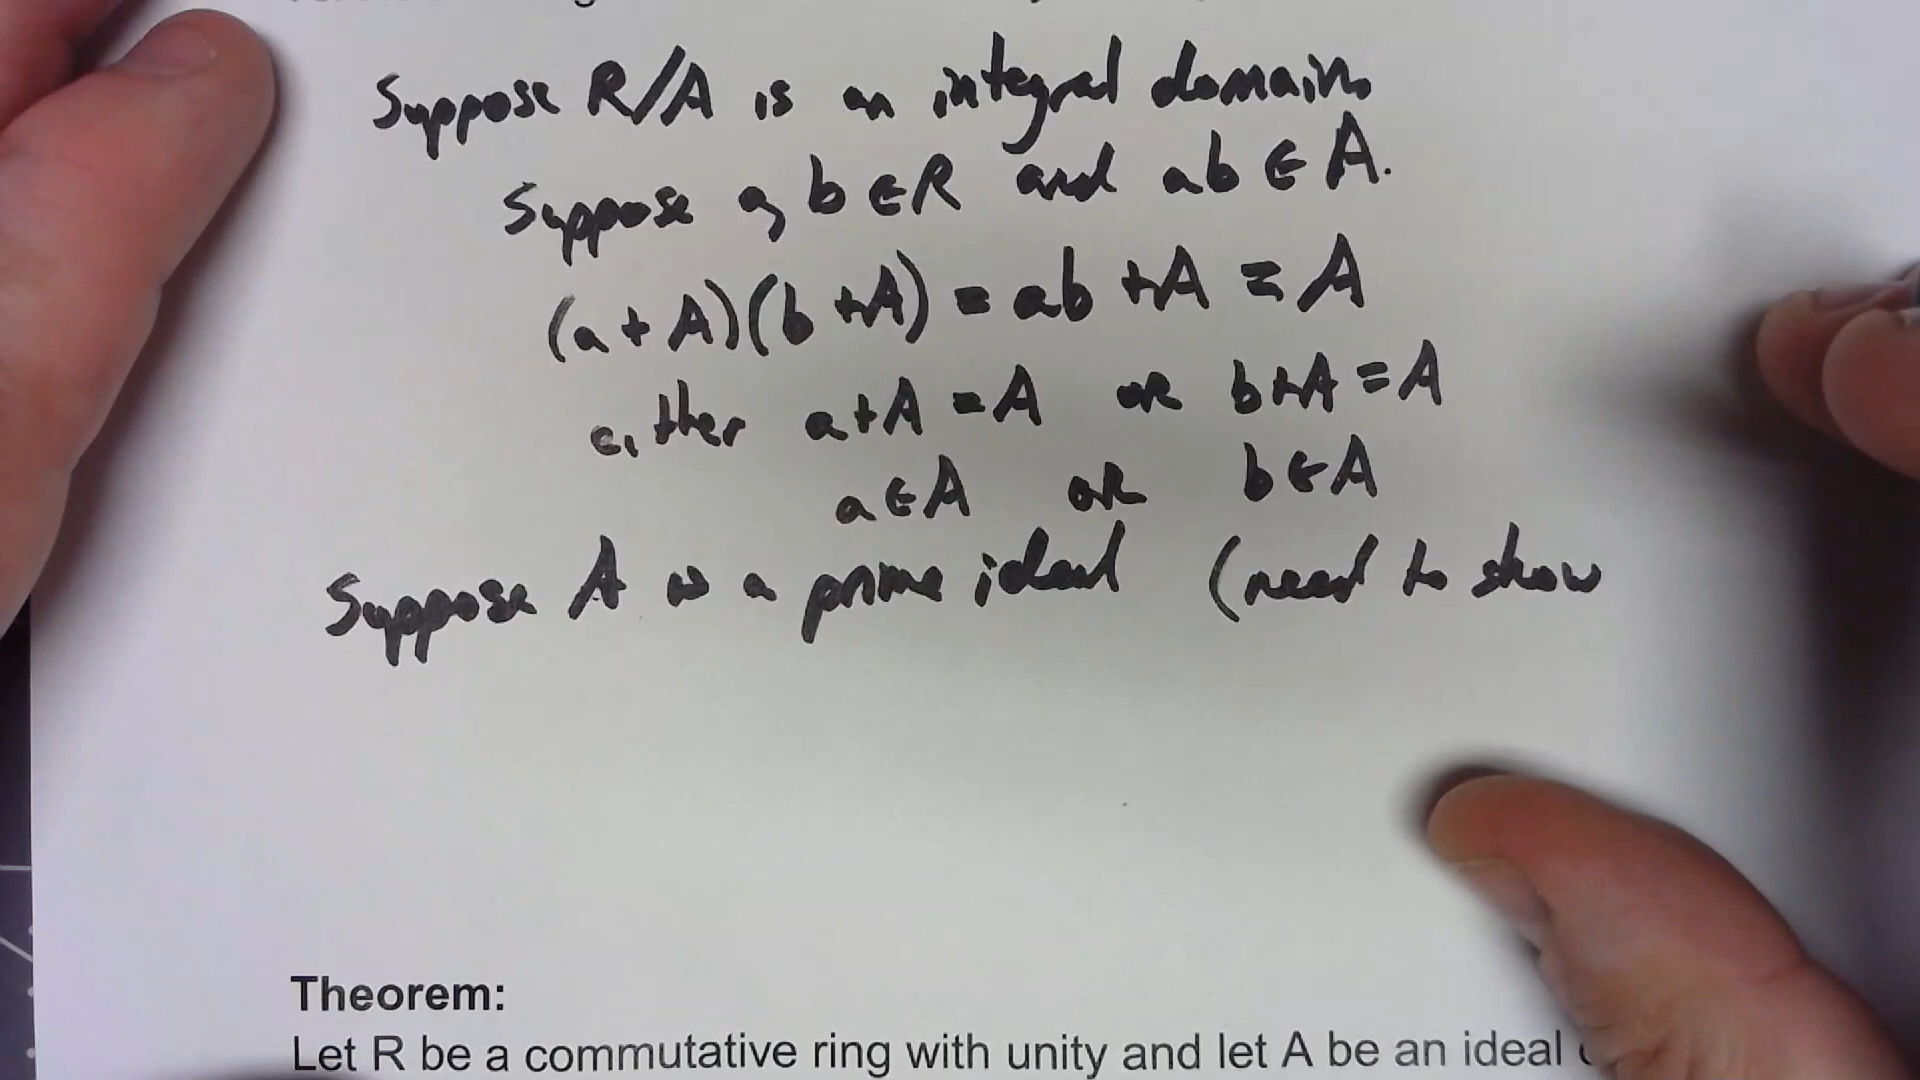 Suppose R/A is an integral domain.
Suppose a, b ∈ R and ab ∈ A.
(a + A)(b + A) = ab + A = A
either a + A = A or b + A = A
a ∈ A or b ∈ A
Suppose A is a prime ideal (need to show
Theorem:
Let R be a commutative ring with unity and let A be an ideal